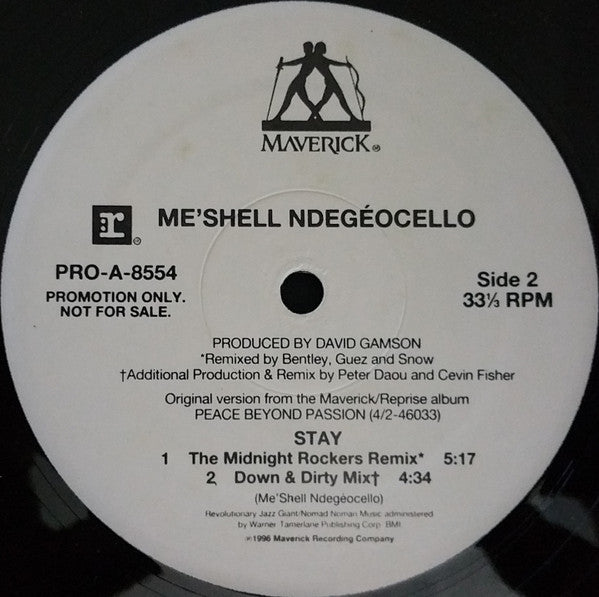 MAVERICK®
r®
ME'SHELL NDEGÉOCELLO
PRO-A-8554
PROMOTION ONLY.
NOT FOR SALE.
Side 2
33⅓ RPM
PRODUCED BY DAVID GAMSON
*Remixed by Bentley, Guez and Snow
†Additional Production & Remix by Peter Daou and Cevin Fisher
Original version from the Maverick/Reprise album
PEACE BEYOND PASSION (4/2-46033)
STAY
1 The Midnight Rockers Remix* 5:17
2 Down & Dirty Mix† 4:34
(Me'Shell Ndegéocello)
Revolutionary Jazz Giant/Nomad Noman Music administered
by Warner Tamerlane Publishing Corp. BMI.
℗1996 Maverick Recording Company